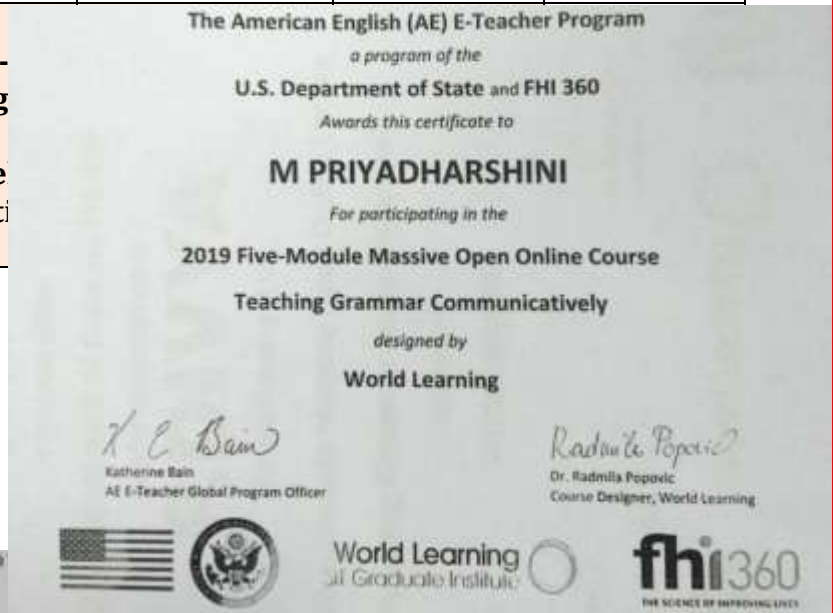 The American English (AE) E-Teacher Program
a program of the
U.S. Department of State and FHI 360
Awards this certificate to
M PRIYADHARSHINI
For participating in the
2019 Five-Module Massive Open Online Course
Teaching Grammar Communicatively
designed by
World Learning
K E Bain
Radmila Popovic
Katherine Bain
AE E-Teacher Global Program Officer
Dr. Radmila Popovic
Course Designer, World Learning
World Learning
Graduate Institute
fhi360
THE SCIENCE OF IMPROVING LIVES